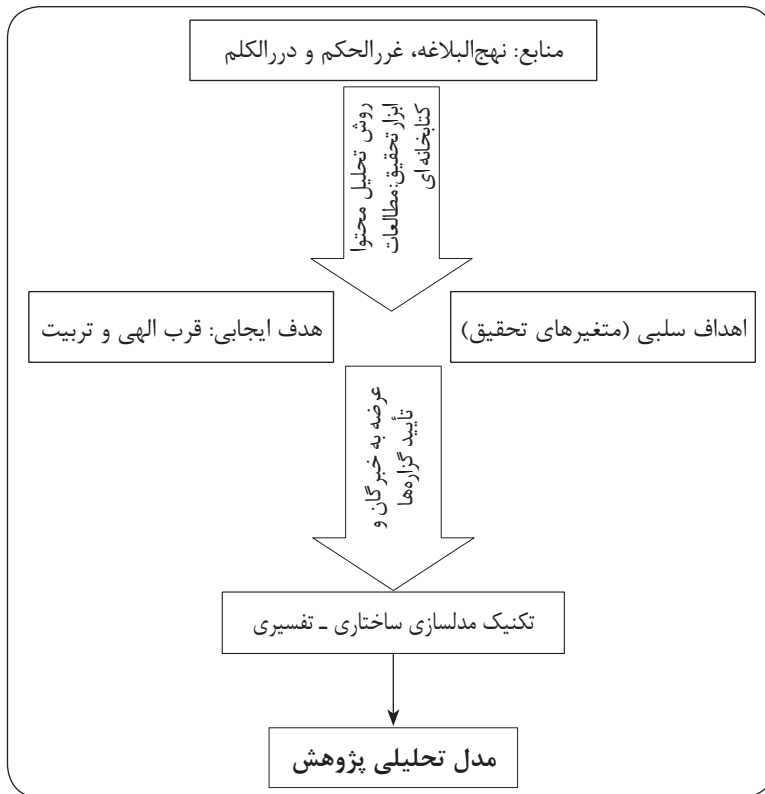 منابع: نهج‌البلاغه، غررالحکم و دررالکلم
روش تحلیل محتوا
ابزار تحقیق:مطالعات
کتابخانه ای
اهداف سلبی (متغیرهای تحقیق)
هدف ایجابی: قرب الهی و تربیت
عرضه به خبرگان و
تأیید گزاره‌ها
تکنیک مدلسازی ساختاری ـ تفسیری
مدل تحلیلی پژوهش